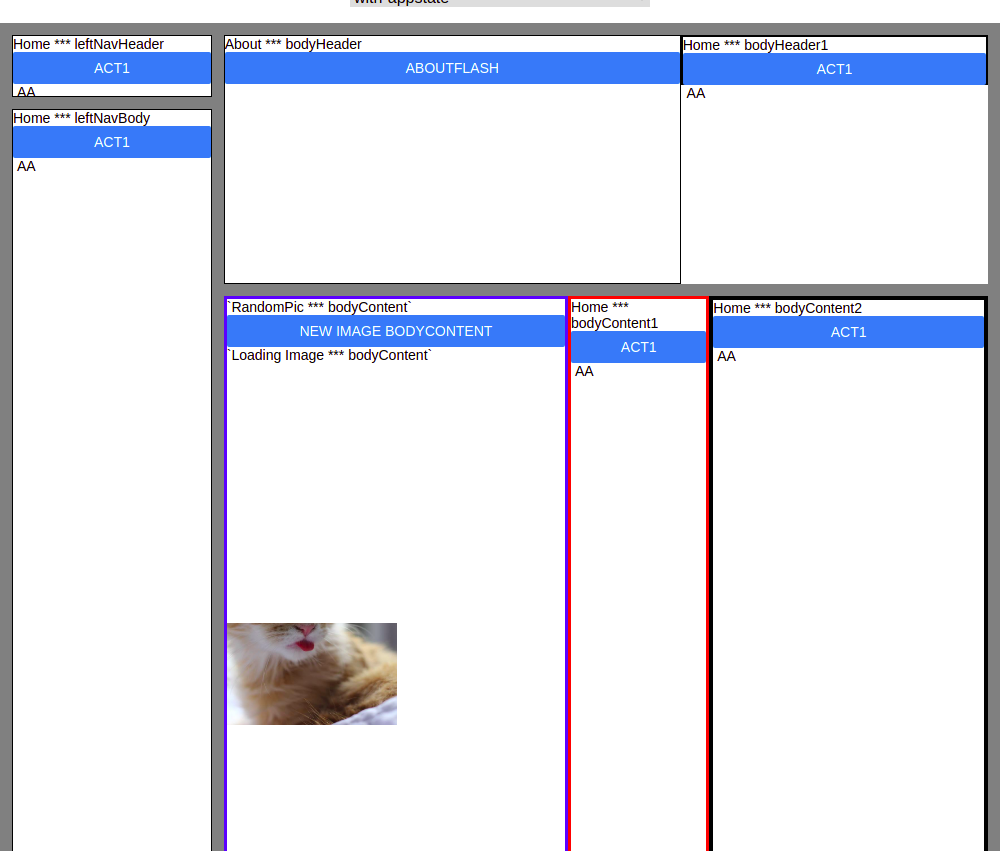 with appstate
Home *** leftNavHeader
ACT1
AA
Home *** leftNavBody
ACT1
AA
About *** bodyHeader
ABOUTFLASH
Home *** bodyHeader1
ACT1
AA
`RandomPic *** bodyContent`
NEW IMAGE BODYCONTENT
`Loading Image *** bodyContent`
Home ***
bodyContent1
ACT1
AA
Home *** bodyContent2
ACT1
AA